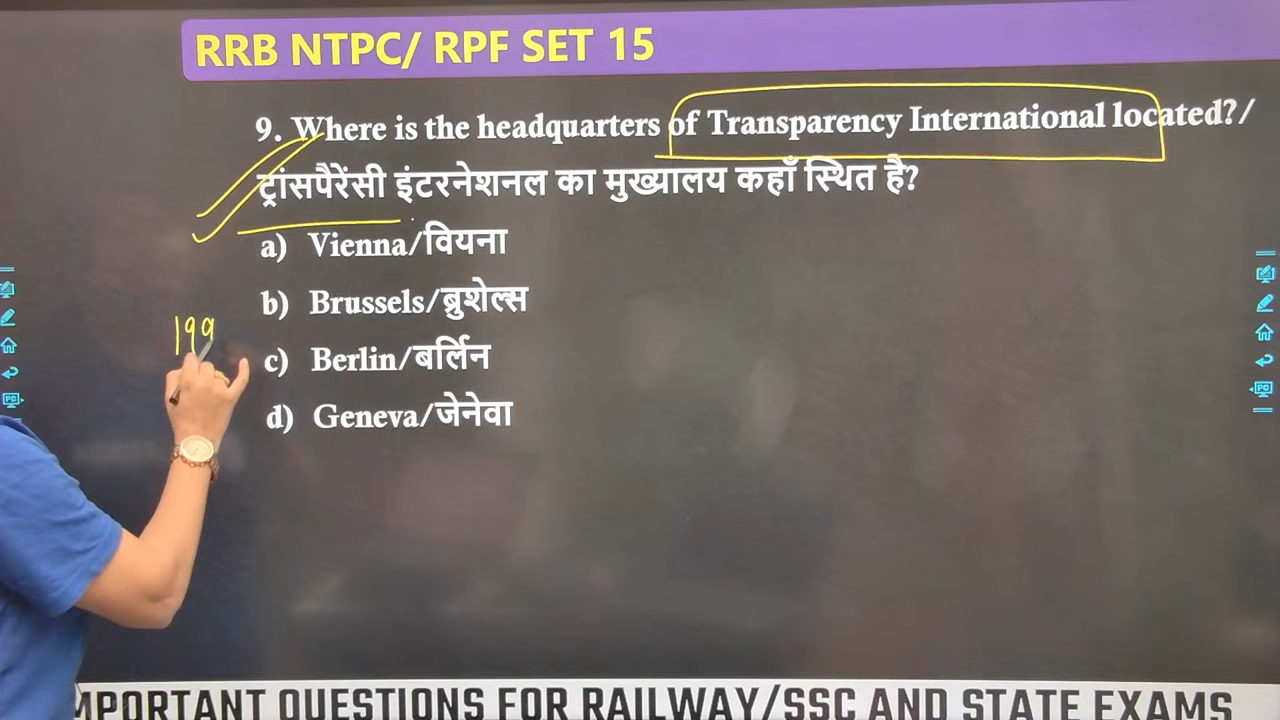 RRB NTPC/ RPF SET 15
9. Where is the headquarters of Transparency International located?/
ट्रांसपैरेंसी इंटरनेशनल का मुख्यालय कहाँ स्थित है?
a) Vienna/वियना
b) Brussels/ब्रुशेल्स
199
c) Berlin/बर्लिन
d) Geneva/जेनेवा
MPORTANT QUESTIONS FOR RAILWAY/SSC AND STATE EXAMS